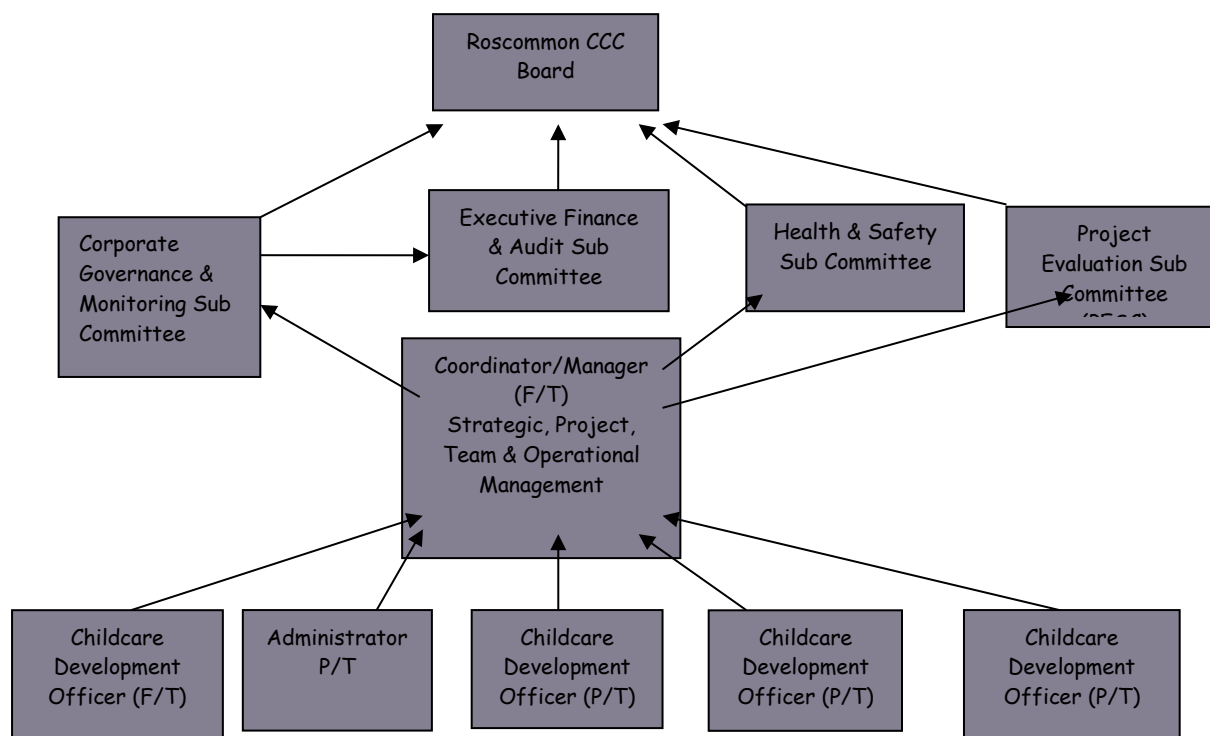 Roscommon CCC
Board
Corporate
Governance &
Monitoring Sub
Committee
Executive Finance
& Audit Sub
Committee
Health & Safety
Sub Committee
Project
Evaluation Sub
Committee
Coordinator/Manager
(F/T)
Strategic, Project,
Team & Operational
Management
Childcare
Development
Officer (F/T)
Administrator
P/T
Childcare
Development
Officer (P/T)
Childcare
Development
Officer (P/T)
Childcare
Development
Officer (P/T)